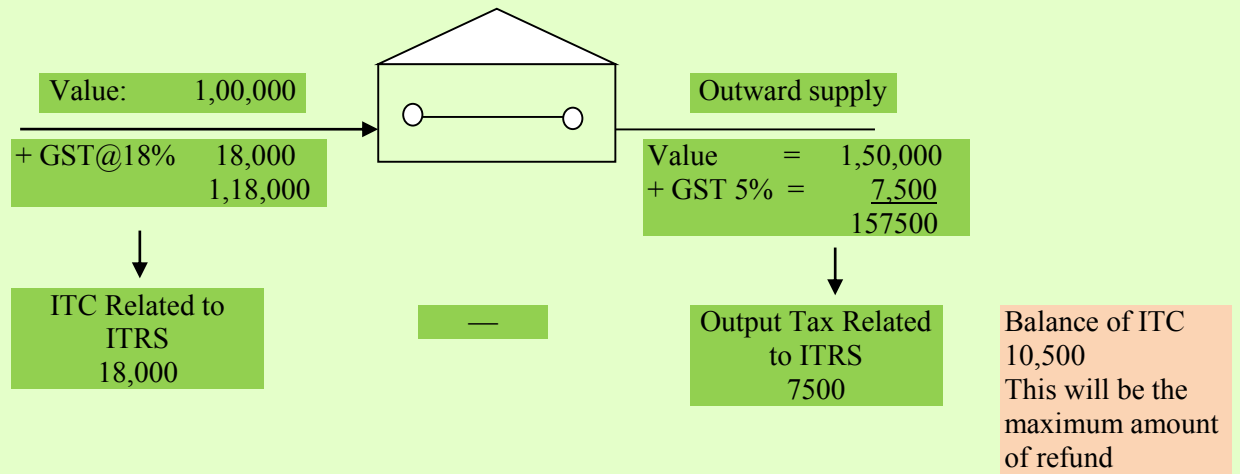 Value: 1,00,000
+ GST@18% 18,000
1,18,000
Outward supply
Value = 1,50,000
+ GST 5% = 7,500
157500
ITC Related to
ITRS
18,000
—
Output Tax Related
to ITRS
7500
Balance of ITC
10,500
This will be the
maximum amount
of refund